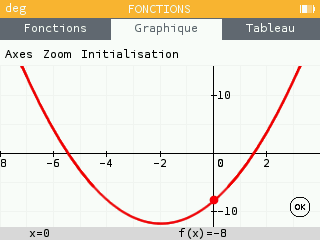 deg FONCTIONS
Fonctions Graphique Tableau
Axes Zoom Initialisation
10
-8 -6 -4 -2 0 2
-10
OK
x=0 f(x)=-8